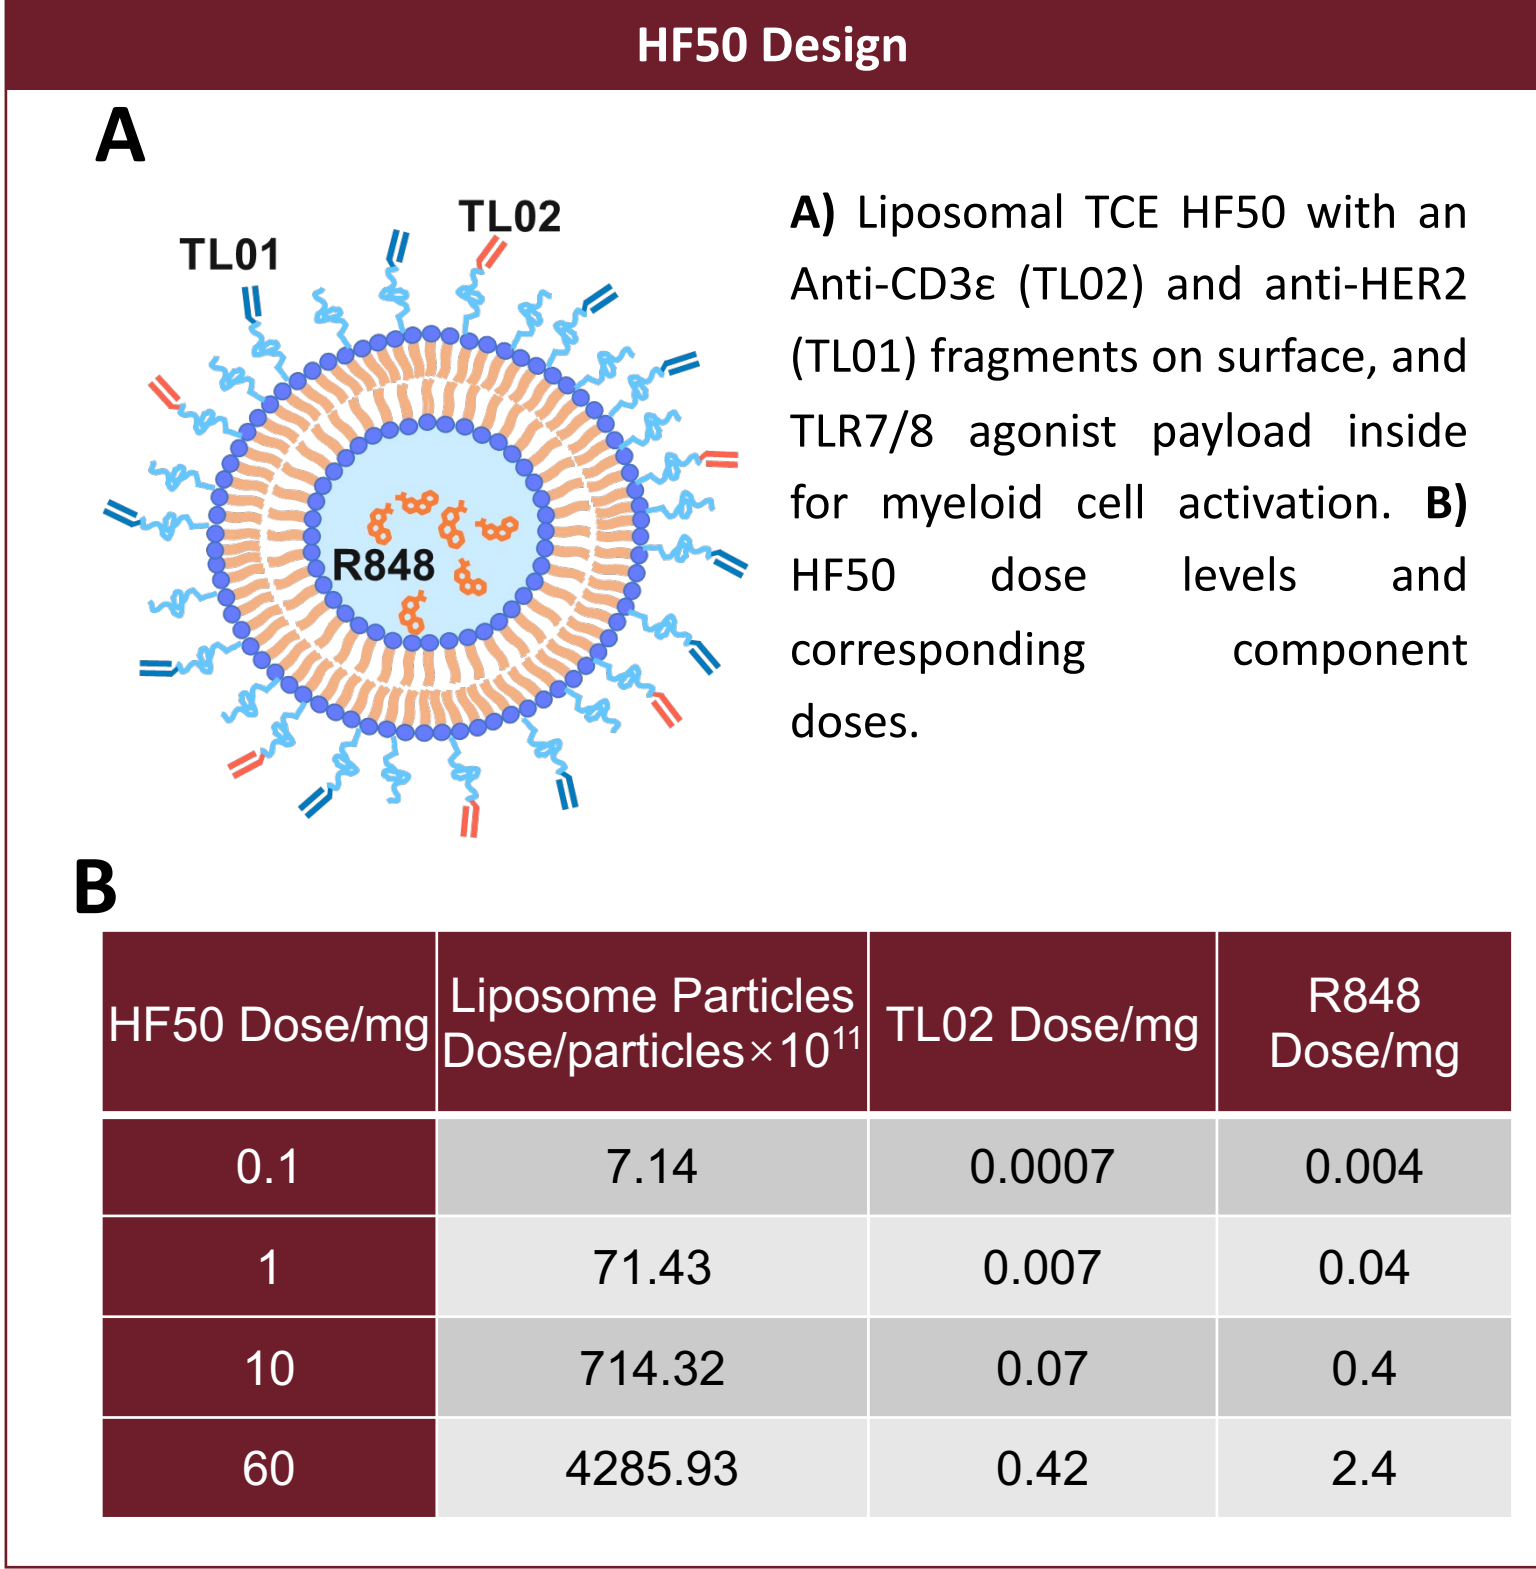 HF50 Design
A
TL01
TL02
R848
A) Liposomal TCE HF50 with an
Anti-CD3ε (TL02) and anti-HER2
(TL01) fragments on surface, and
TLR7/8 agonist payload inside
for myeloid cell activation. B)
HF50 dose levels and
corresponding component
doses.
B
HF50 Dose/mg Liposome Particles Dose/particles×10¹¹ TL02 Dose/mg R848 Dose/mg
0.1 7.14 0.0007 0.004
1 71.43 0.007 0.04
10 714.32 0.07 0.4
60 4285.93 0.42 2.4